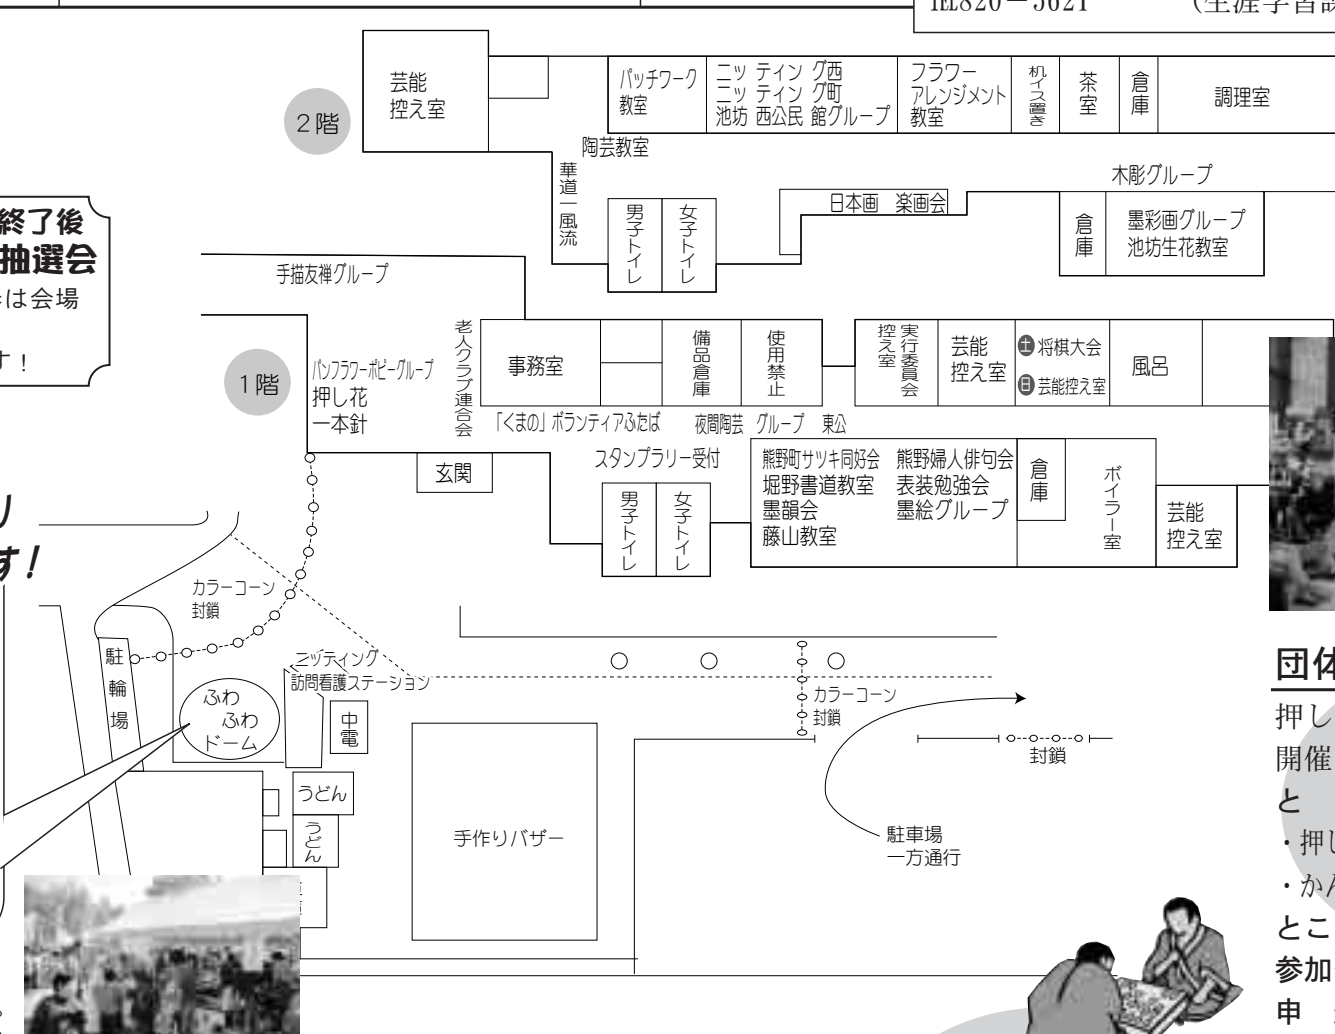 ℡820－5621
（生涯学習課
2階
芸能
控え室
パッチワーク
教室
ニッ ティン グ西
ニッ ティン グ町
池坊 西公民 館グループ
フラワー
アレンジメント
教室
机イス置き
茶室
倉庫
調理室
陶芸教室
華道一風流
男子トイレ
女子トイレ
日本画　楽画会
木彫グループ
倉庫
墨彩画グループ
池坊生花教室
終了後
抽選会
は会場
す！
手描友禅グループ
1階
パンフラワーポピーグループ
押し花
一本針
老人クラブ連合会
事務室
備品倉庫
使用禁止
実行委員会
控え室
芸能
控え室
土 将棋大会
日 芸能控え室
風呂
「くまの」ボランティアふたば
夜間陶芸 グループ 東公
玄関
スタンプラリー受付
男子トイレ
女子トイレ
熊野町サツキ同好会
堀野書道教室
墨韻会
藤山教室
熊野婦人俳句会
表装勉強会
墨絵グループ
倉庫
ボイラー室
芸能
控え室
リ
す！
カラーコーン
封鎖
駐輪場
ニッティング
訪問看護ステーション
ふわ
ふわ
ドーム
中電
うどん
うどん
手作りバザー
カラーコーン
封鎖
封鎖
駐車場
一方通行
団体
押し
開催
と
・押し
・かん
とこ
参加
申